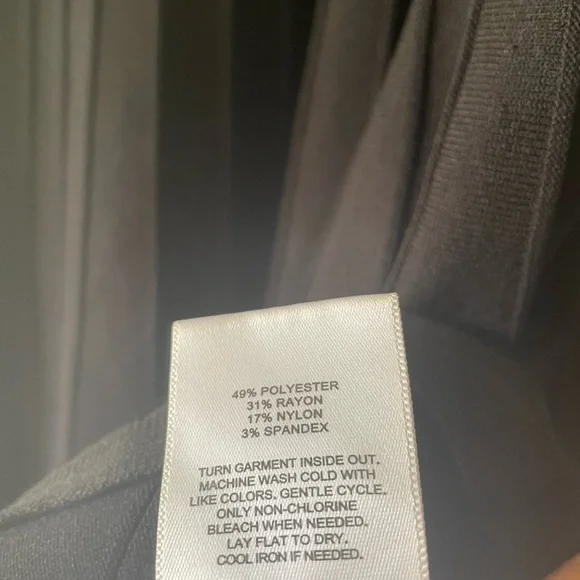 49% POLYESTER
31% RAYON
17% NYLON
3% SPANDEX
TURN GARMENT INSIDE OUT.
MACHINE WASH COLD WITH
LIKE COLORS. GENTLE CYCLE.
ONLY NON-CHLORINE
BLEACH WHEN NEEDED.
LAY FLAT TO DRY.
COOL IRON IF NEEDED.